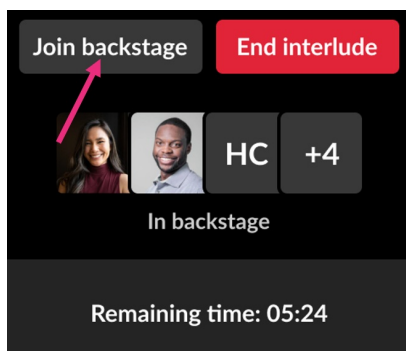 Join backstage
End interlude
HC
+4
In backstage
Remaining time: 05:24